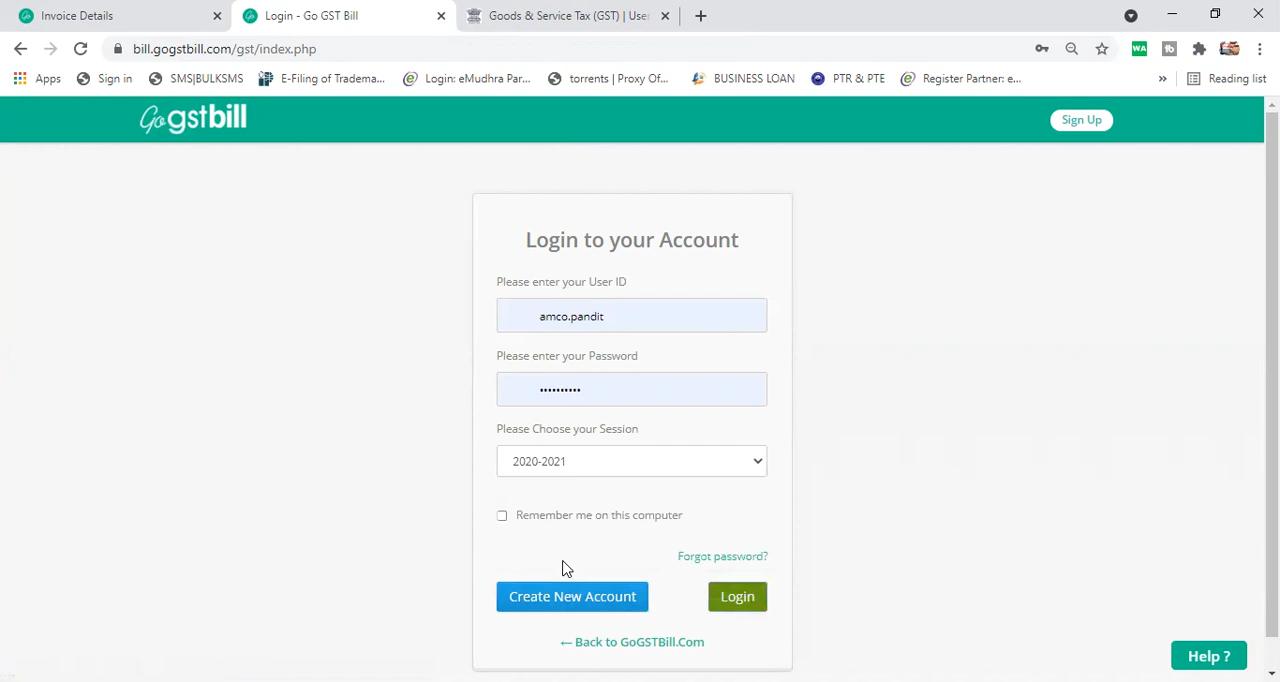 Invoice Details
Login - Go GST Bill
Goods & Service Tax (GST) | User
bill.gogstbill.com/gst/index.php
Apps
Sign in
SMS|BULKSMS
E-Filing of Tradema...
Login: eMudhra Par...
torrents | Proxy Of...
BUSINESS LOAN
PTR & PTE
Register Partner: e...
»
Reading list
Go gstbill
Sign Up
Login to your Account
Please enter your User ID
amco.pandit
Please enter your Password
••••••••••
Please Choose your Session
2020-2021
Remember me on this computer
Forgot password?
Create New Account
Login
← Back to GoGSTBill.Com
Help ?